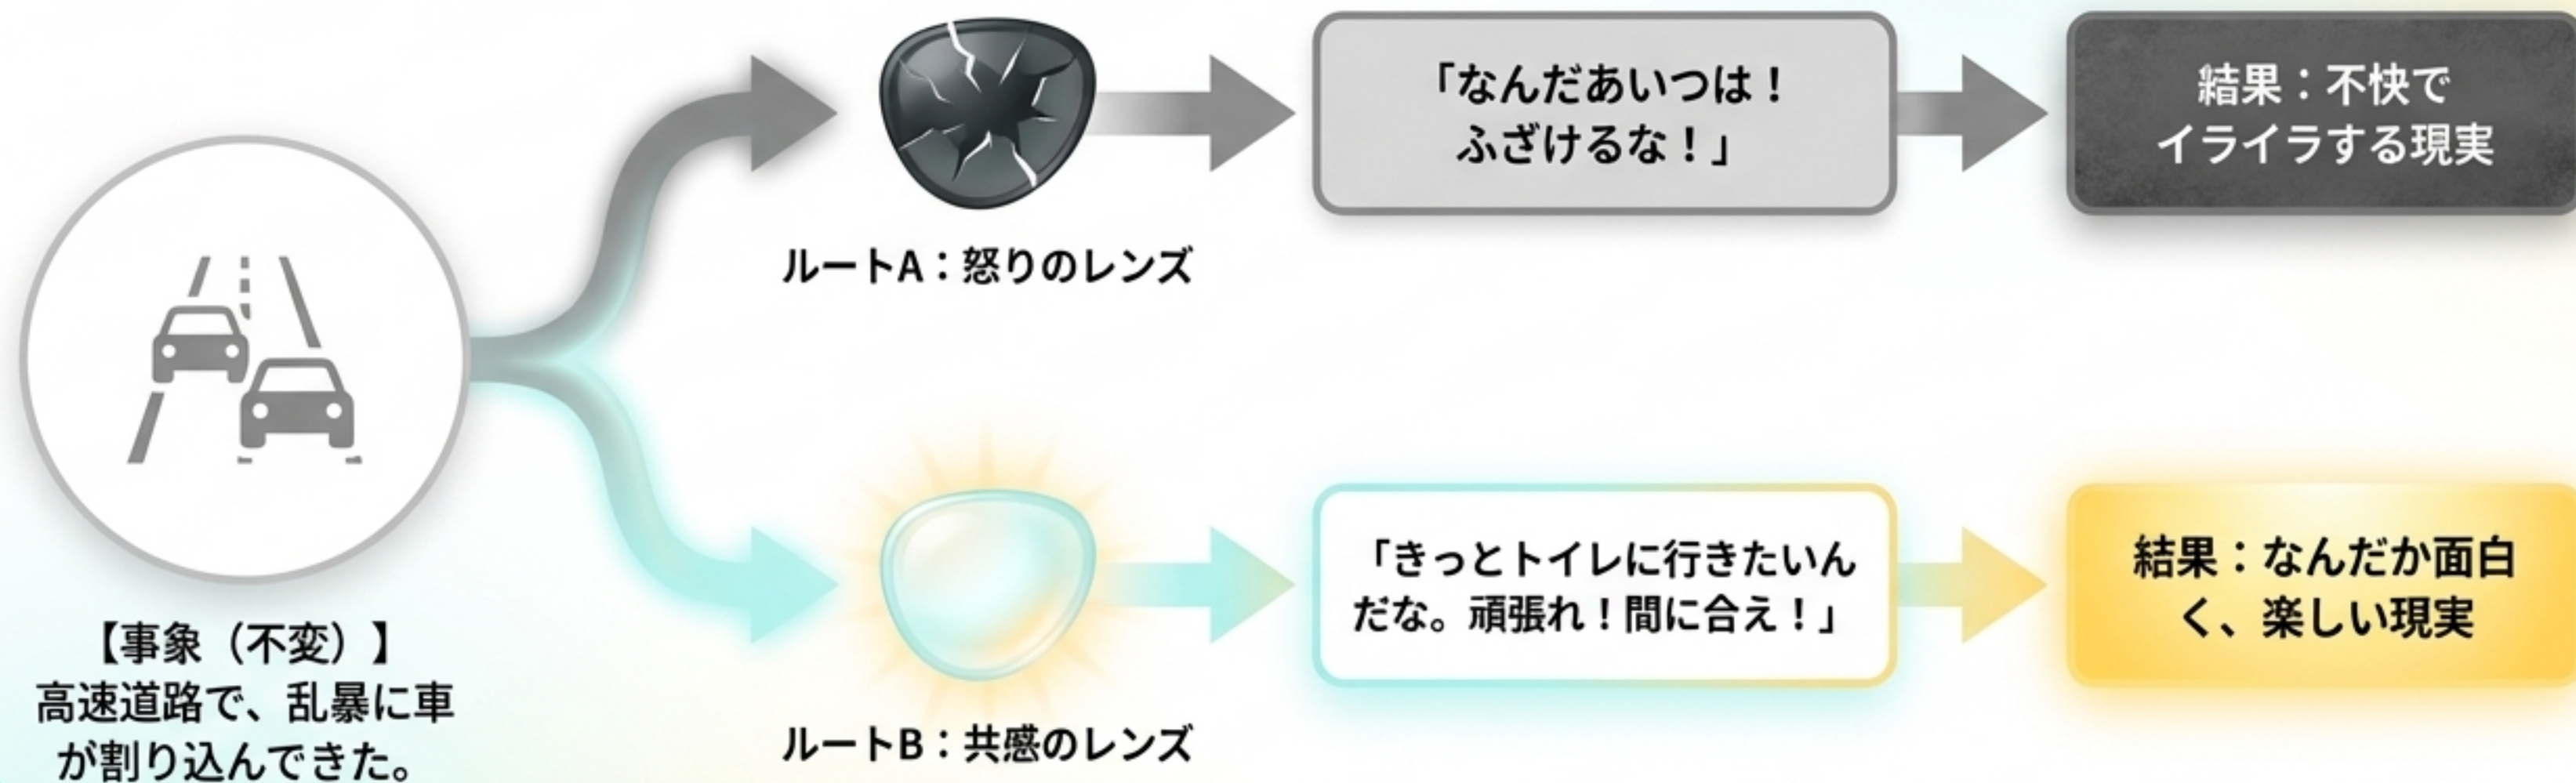 【事象（不変）】
高速道路で、乱暴に車
が割り込んできた。
ルートA：怒りのレンズ
「なんだあいつは！
ふざけるな！」
結果：不快で
イライラする現実
ルートB：共感のレンズ
「きっとトイレに行きたいん
だな。頑張れ！間に合え！」
結果：なんだか面白
く、楽しい現実